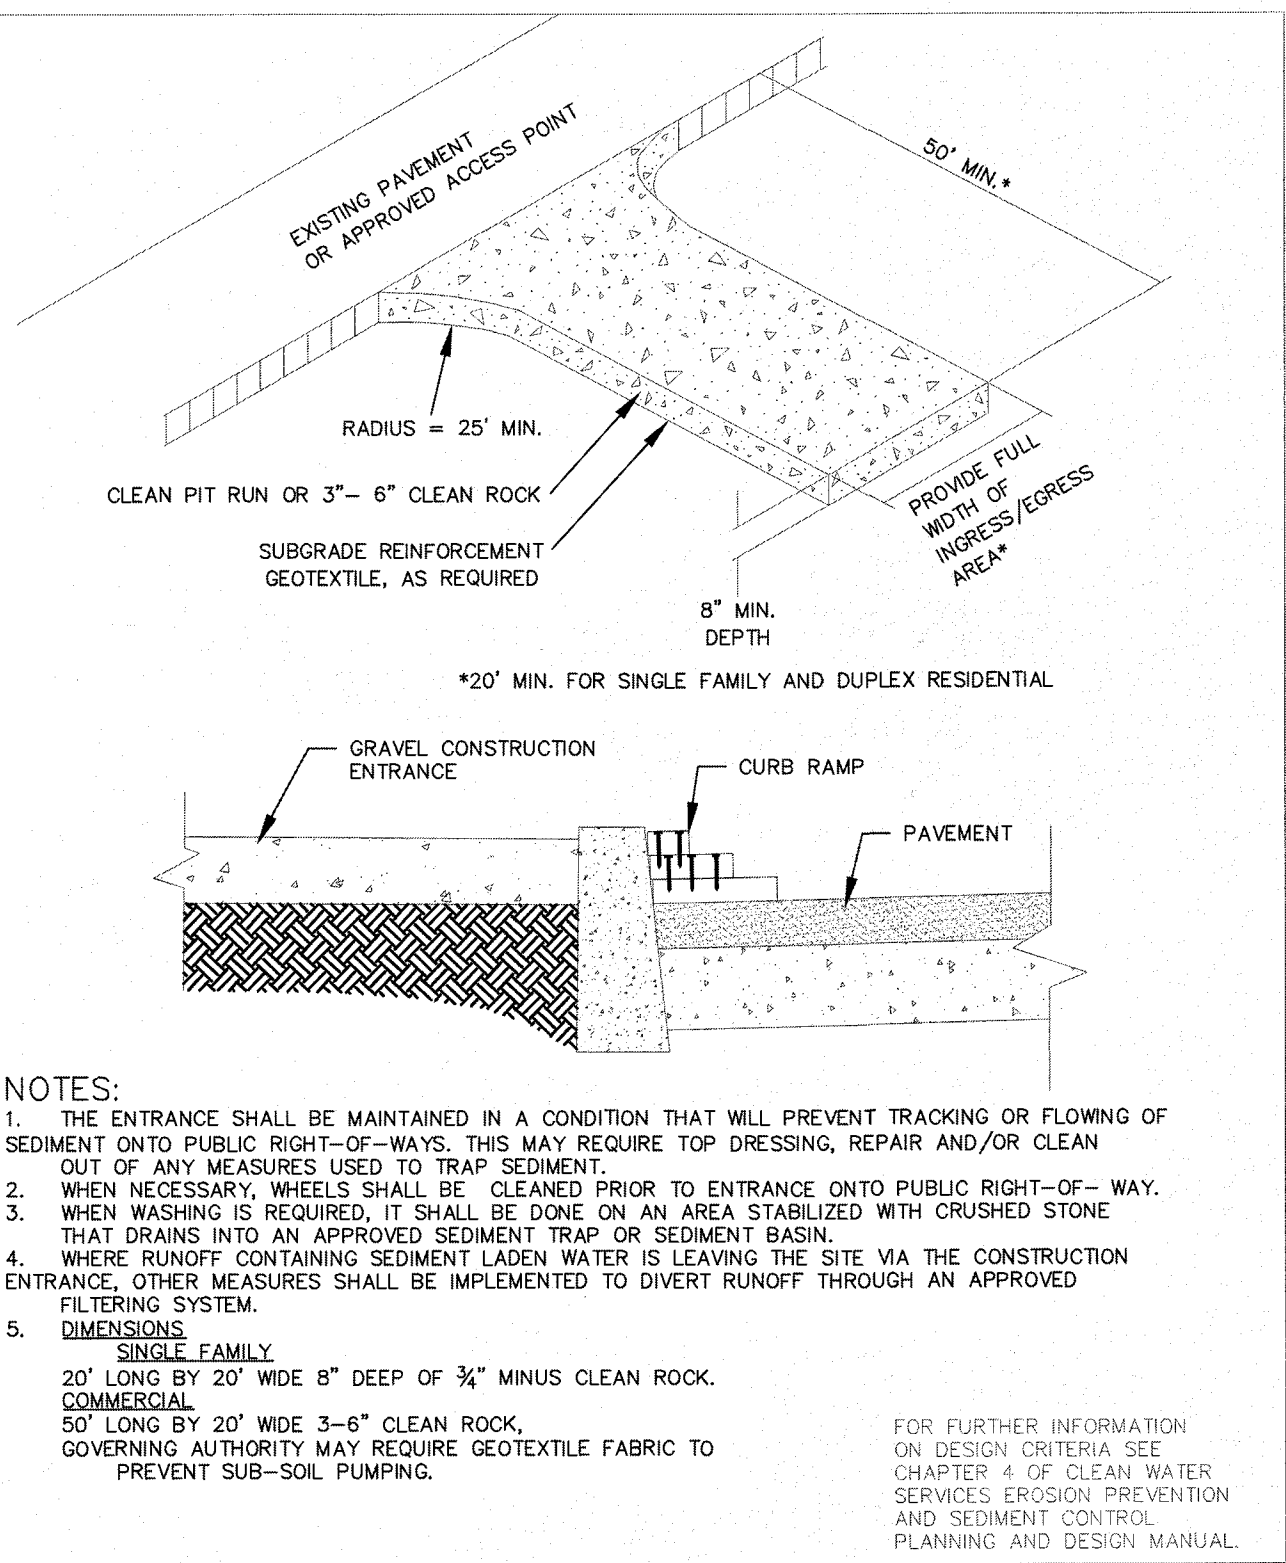 EXISTING PAVEMENT
OR APPROVED ACCESS POINT
50' MIN.*
RADIUS = 25' MIN.
CLEAN PIT RUN OR 3"– 6" CLEAN ROCK
SUBGRADE REINFORCEMENT
GEOTEXTILE, AS REQUIRED
PROVIDE FULL
WIDTH OF
INGRESS/EGRESS
AREA*
8" MIN.
DEPTH
*20' MIN. FOR SINGLE FAMILY AND DUPLEX RESIDENTIAL
GRAVEL CONSTRUCTION
ENTRANCE
CURB RAMP
PAVEMENT
NOTES:
1. THE ENTRANCE SHALL BE MAINTAINED IN A CONDITION THAT WILL PREVENT TRACKING OR FLOWING OF
SEDIMENT ONTO PUBLIC RIGHT–OF–WAYS. THIS MAY REQUIRE TOP DRESSING, REPAIR AND/OR CLEAN
OUT OF ANY MEASURES USED TO TRAP SEDIMENT.
2. WHEN NECESSARY, WHEELS SHALL BE CLEANED PRIOR TO ENTRANCE ONTO PUBLIC RIGHT–OF– WAY.
3. WHEN WASHING IS REQUIRED, IT SHALL BE DONE ON AN AREA STABILIZED WITH CRUSHED STONE
THAT DRAINS INTO AN APPROVED SEDIMENT TRAP OR SEDIMENT BASIN.
4. WHERE RUNOFF CONTAINING SEDIMENT LADEN WATER IS LEAVING THE SITE VIA THE CONSTRUCTION
ENTRANCE, OTHER MEASURES SHALL BE IMPLEMENTED TO DIVERT RUNOFF THROUGH AN APPROVED
FILTERING SYSTEM.
5. DIMENSIONS
SINGLE FAMILY
20' LONG BY 20' WIDE 8" DEEP OF ¾" MINUS CLEAN ROCK.
COMMERCIAL
50' LONG BY 20' WIDE 3–6" CLEAN ROCK,
GOVERNING AUTHORITY MAY REQUIRE GEOTEXTILE FABRIC TO
PREVENT SUB–SOIL PUMPING.
FOR FURTHER INFORMATION
ON DESIGN CRITERIA SEE
CHAPTER 4 OF CLEAN WATER
SERVICES EROSION PREVENTION
AND SEDIMENT CONTROL
PLANNING AND DESIGN MANUAL.